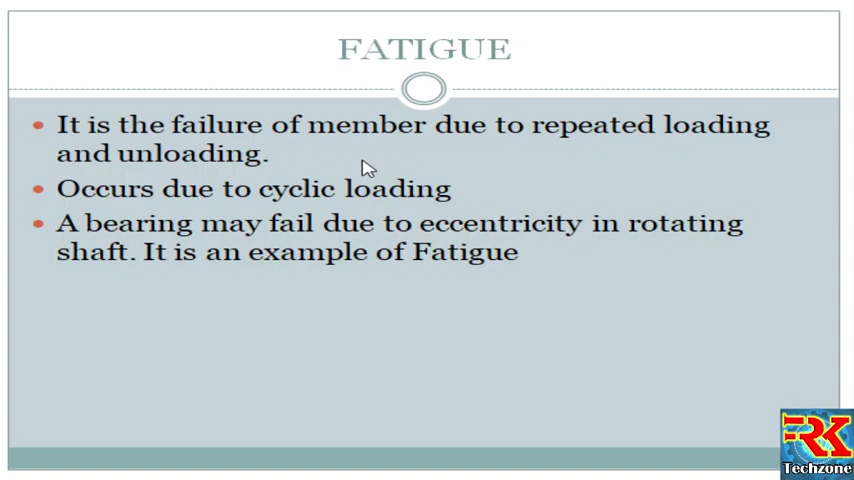 FATIGUE
It is the failure of member due to repeated loading
and unloading.
Occurs due to cyclic loading
A bearing may fail due to eccentricity in rotating
shaft. It is an example of Fatigue
RK
Techzone